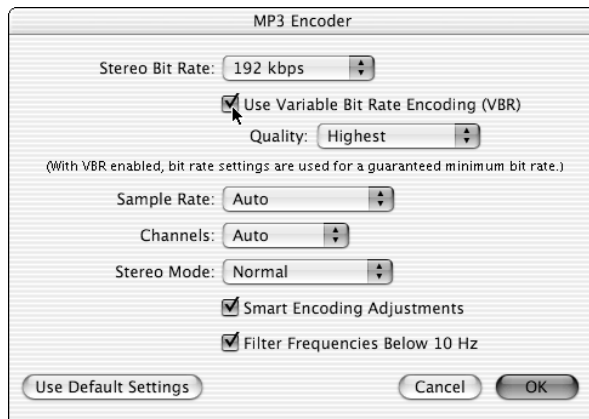 MP3 Encoder
Stereo Bit Rate: 192 kbps
Use Variable Bit Rate Encoding (VBR)
Quality: Highest
(With VBR enabled, bit rate settings are used for a guaranteed minimum bit rate.)
Sample Rate: Auto
Channels: Auto
Stereo Mode: Normal
Smart Encoding Adjustments
Filter Frequencies Below 10 Hz
Use Default Settings Cancel OK